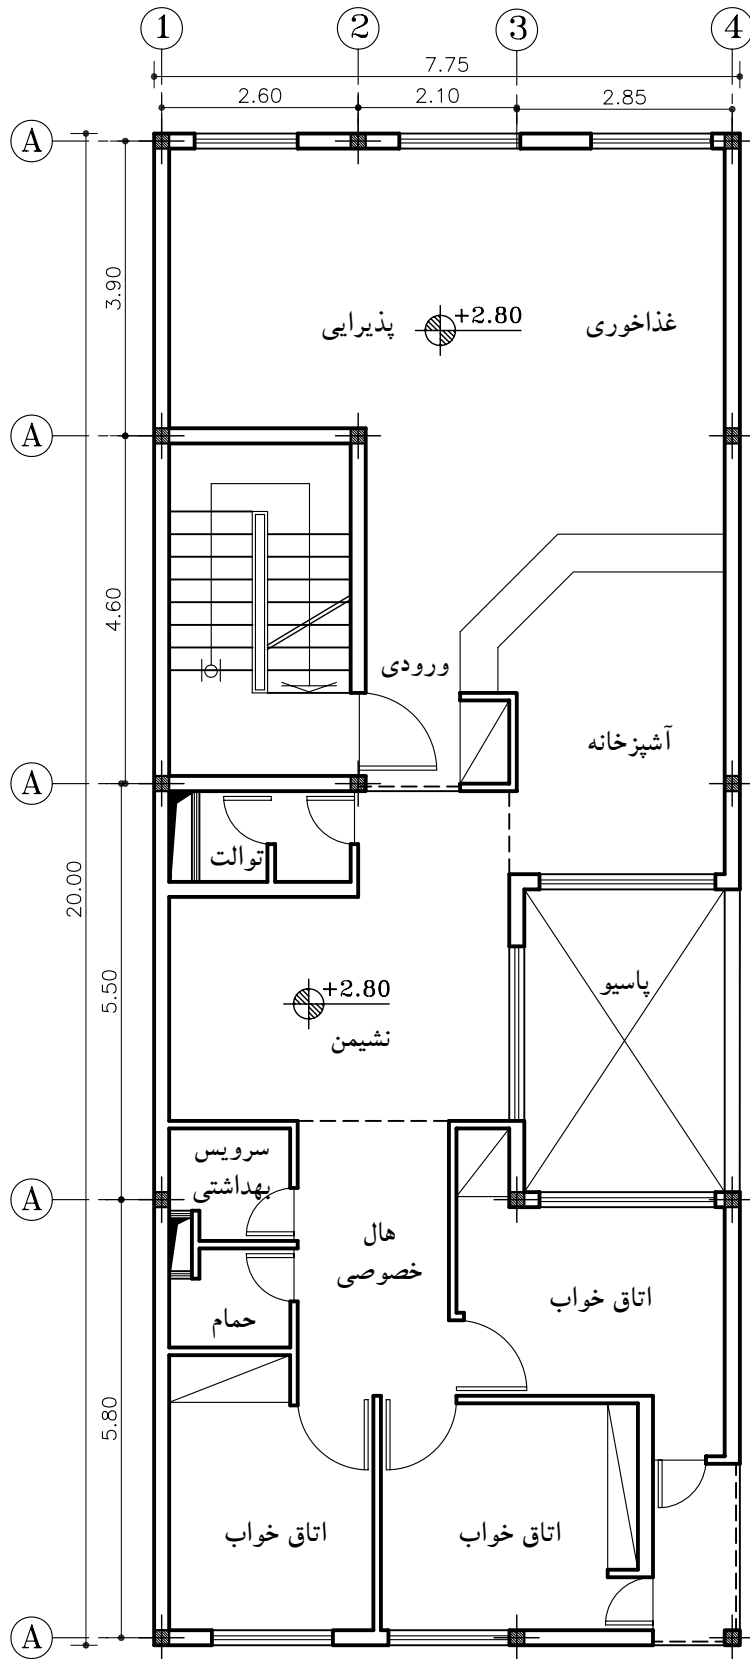 1 2 3 4
7.75
2.60 2.10 2.85
A
3.90
پذیرایی
+2.80
غذاخوری
A
4.60
ورودی
آشپزخانه
A
توالت
20.00
5.50
پاسیو
+2.80
نشیمن
سرویس
بهداشتی
A
هال
خصوصی
اتاق خواب
حمام
5.80
اتاق خواب
اتاق خواب
A